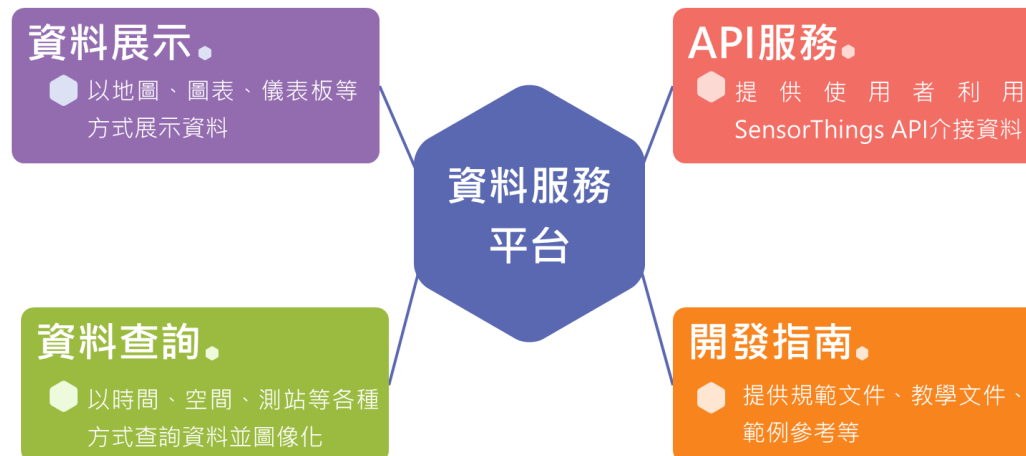 資料展示
以地圖、圖表、儀表板等
方式展示資料
API服務
提供使用者利用
SensorThings API介接資料
資料服務
平台
資料查詢
以時間、空間、測站等各種
方式查詢資料並圖像化
開發指南
提供規範文件、教學文件、
範例參考等